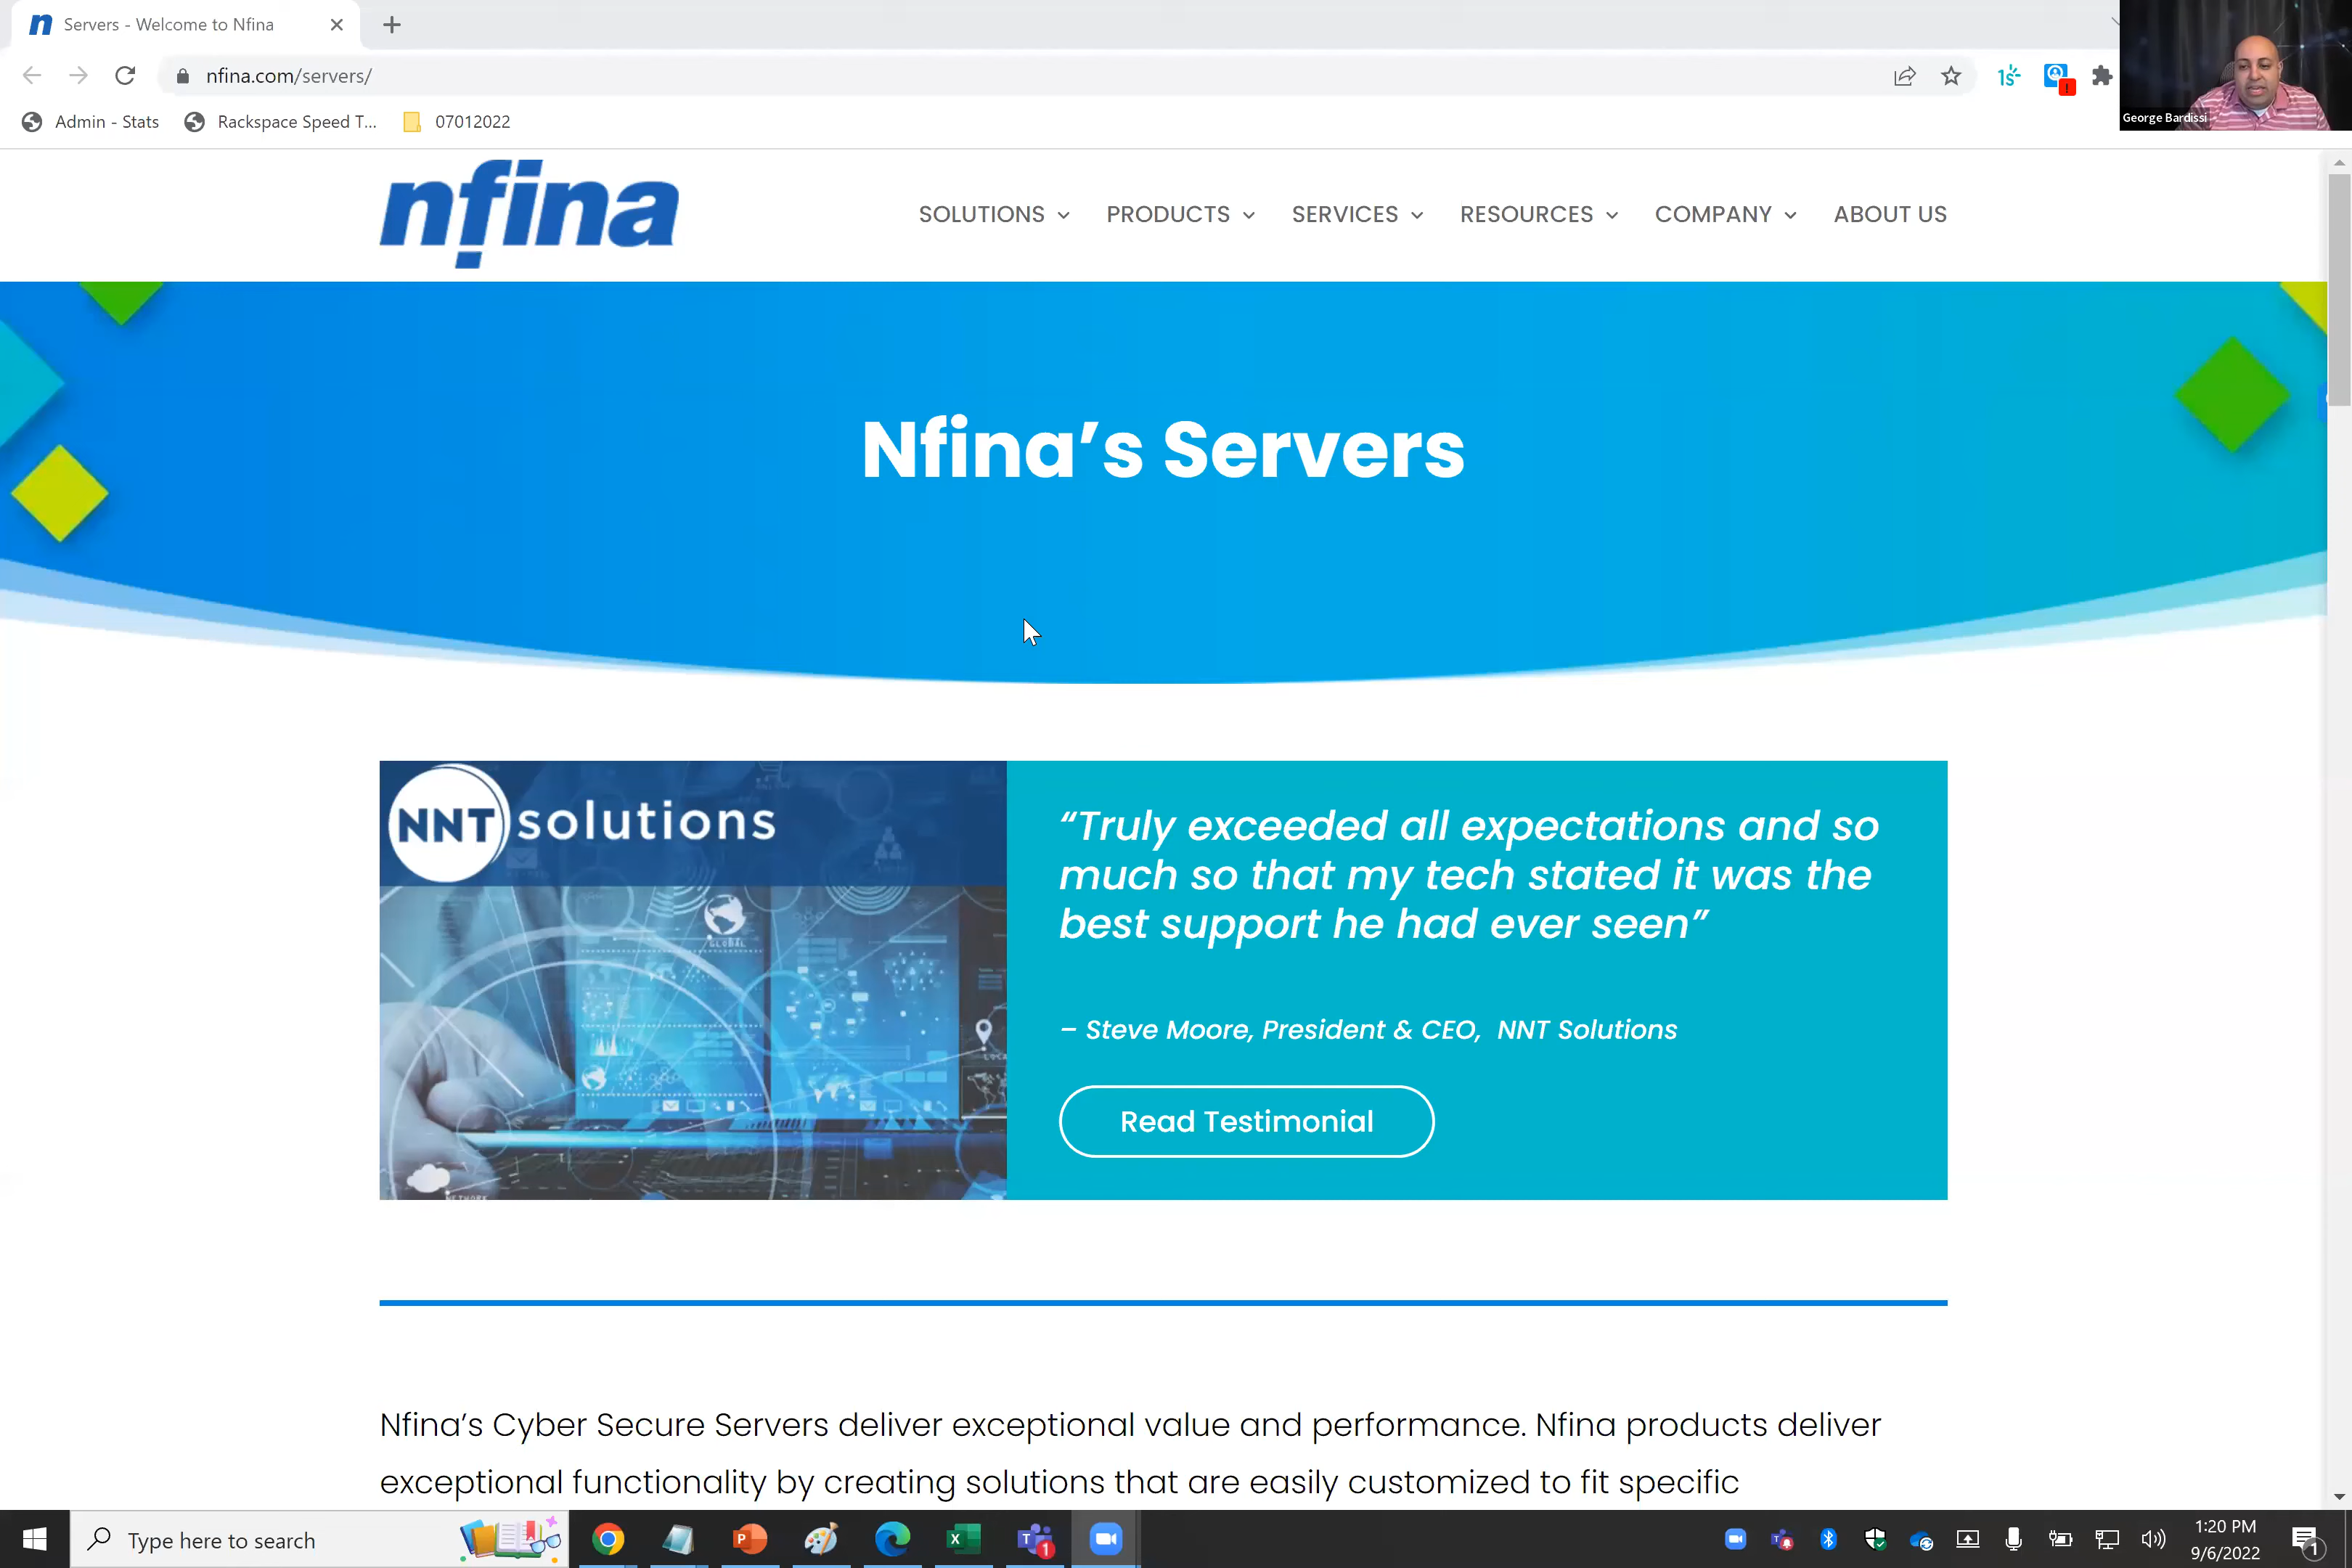 Servers - Welcome to Nfina
nfina.com/servers/
Admin - Stats
Rackspace Speed T...
07012022
George Bardissi
nfina
SOLUTIONS
PRODUCTS
SERVICES
RESOURCES
COMPANY
ABOUT US
Nfina’s Servers
NNT solutions
GLOBAL
NETWORK
“Truly exceeded all expectations and so
much so that my tech stated it was the
best support he had ever seen”
– Steve Moore, President & CEO, NNT Solutions
Read Testimonial
Nfina’s Cyber Secure Servers deliver exceptional value and performance. Nfina products deliver
exceptional functionality by creating solutions that are easily customized to fit specific
Type here to search
1:20 PM
9/6/2022